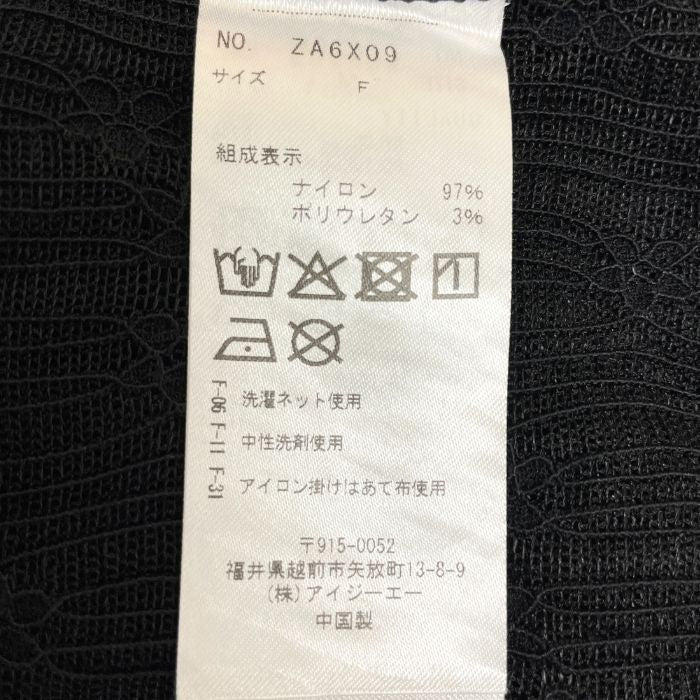 NO. ZA6X09
サイズ F
組成表示
ナイロン 97%
ポリウレタン 3%
F-06 F-11 F-31
洗濯ネット使用
中性洗剤使用
アイロン掛けはあて布使用
〒915-0052
福井県越前市矢放町13-8-9
(株)アイジーエー
中国製